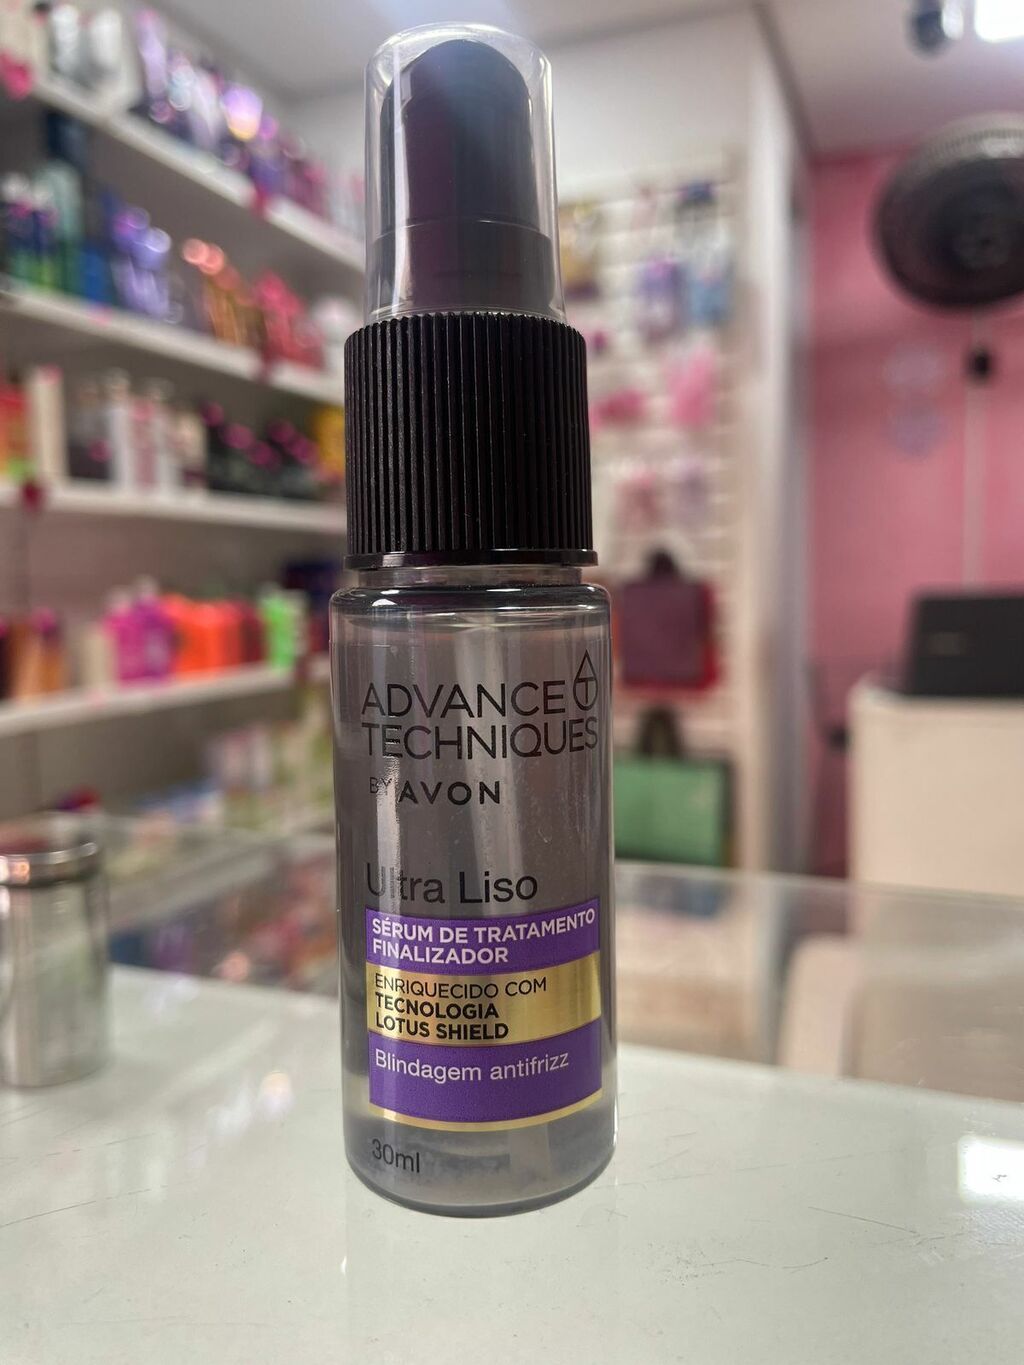 ADVANCE
TECHNIQUES
BY AVON
Ultra Liso
SÉRUM DE TRATAMENTO
FINALIZADOR
ENRIQUECIDO COM
TECNOLOGIA
LOTUS SHIELD
Blindagem antifrizz
30ml